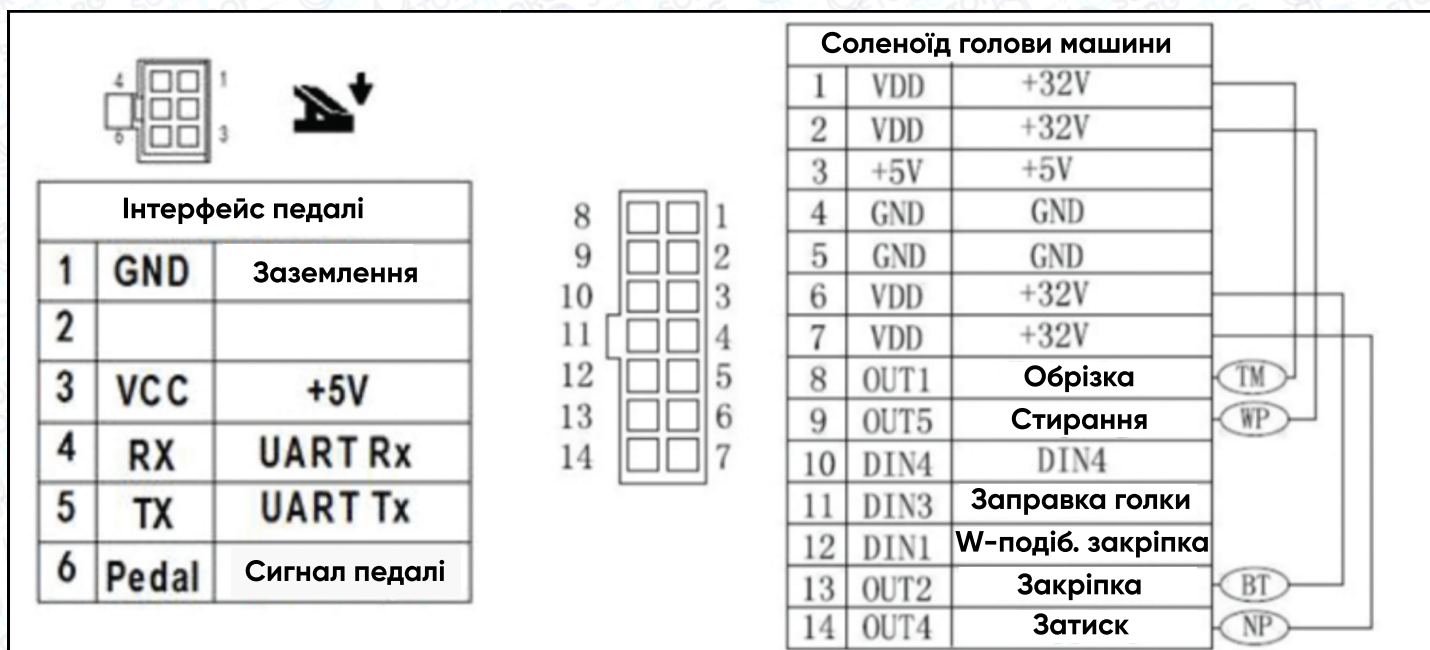 4 1
6 3
Інтерфейс педалі
1 GND Заземлення
2
3 VCC +5V
4 RX UART Rx
5 TX UART Tx
6 Pedal Сигнал педалі
8 1
9 2
10 3
11 4
12 5
13 6
14 7
Соленоїд голови машини
1 VDD +32V
2 VDD +32V
3 +5V +5V
4 GND GND
5 GND GND
6 VDD +32V
7 VDD +32V
8 OUT1 Обрізка TM
9 OUT5 Стирання WP
10 DIN4 DIN4
11 DIN3 Заправка голки
12 DIN1 W-подіб. закріпка
13 OUT2 Закріпка BT
14 OUT4 Затиск NP